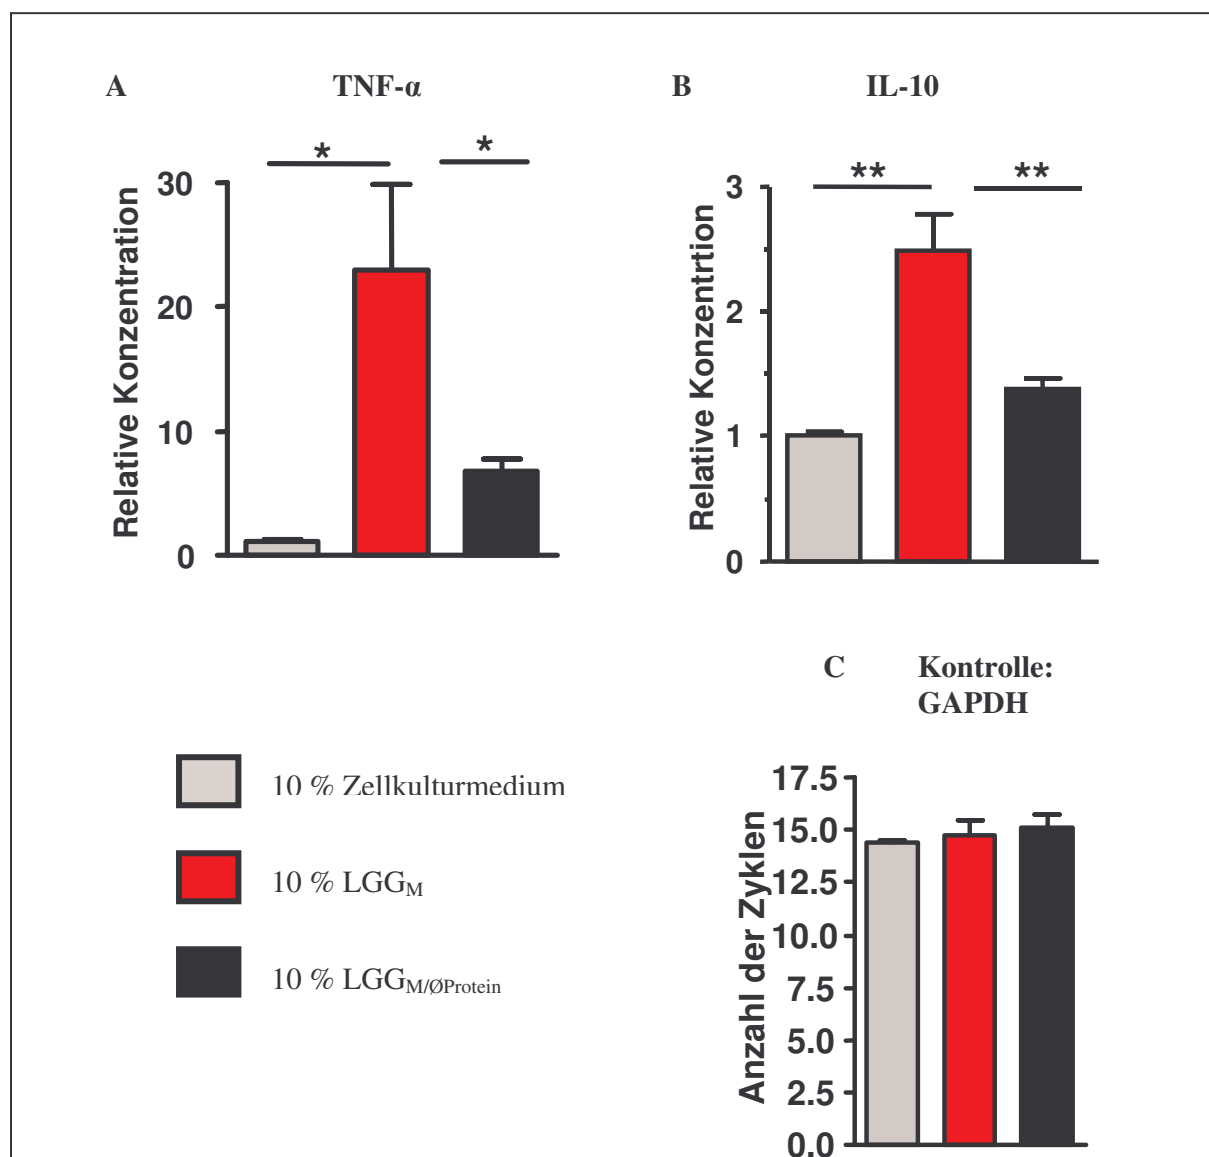 A TNF-α
* *
Relative Konzentration
30
20
10
0
B IL-10
** **
Relative Konzentrtion
3
2
1
0
10 % Zellkulturmedium
10 % LGGM
10 % LGGM/ØProtein
C Kontrolle:
GAPDH
Anzahl der Zyklen
17.5
15.0
12.5
10.0
7.5
5.0
2.5
0.0